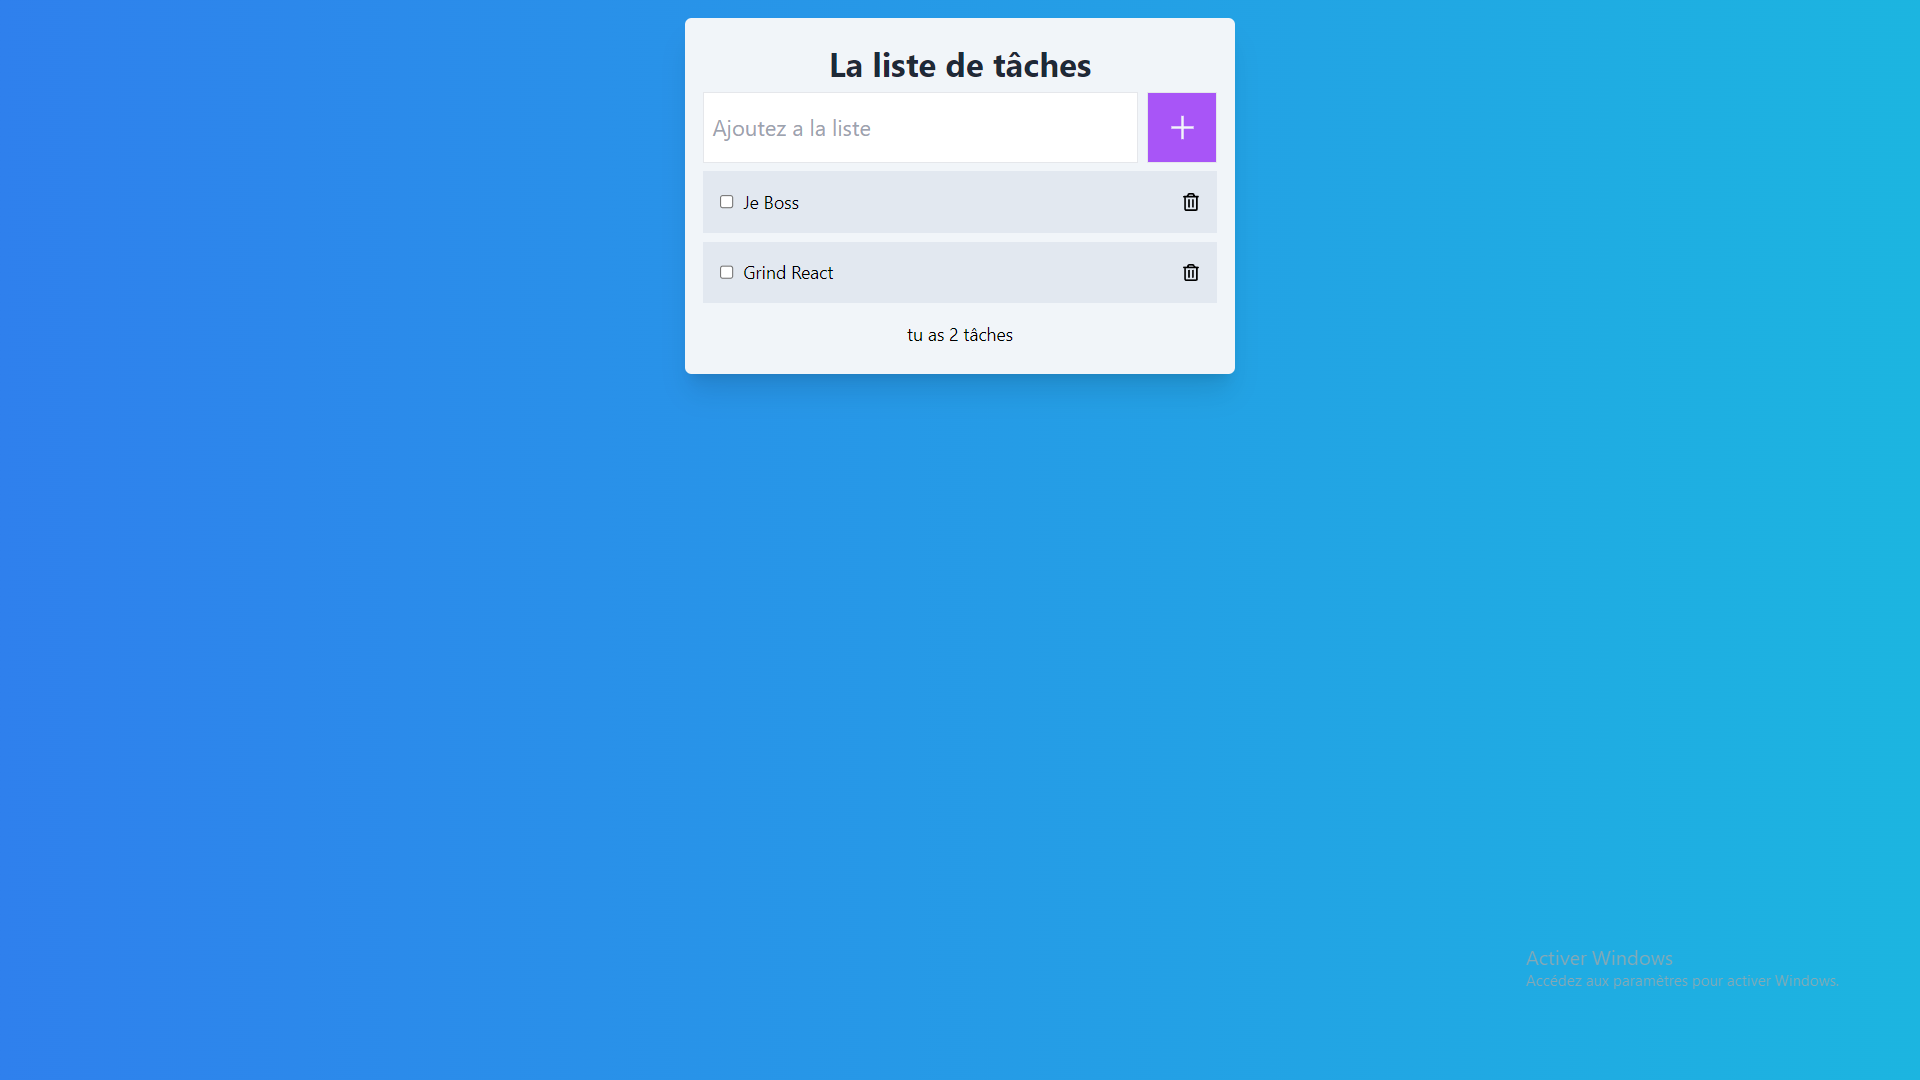 La liste de tâches
Ajoutez a la liste
Je Boss
Grind React
tu as 2 tâches
Activer Windows
Accédez aux paramètres pour activer Windows.